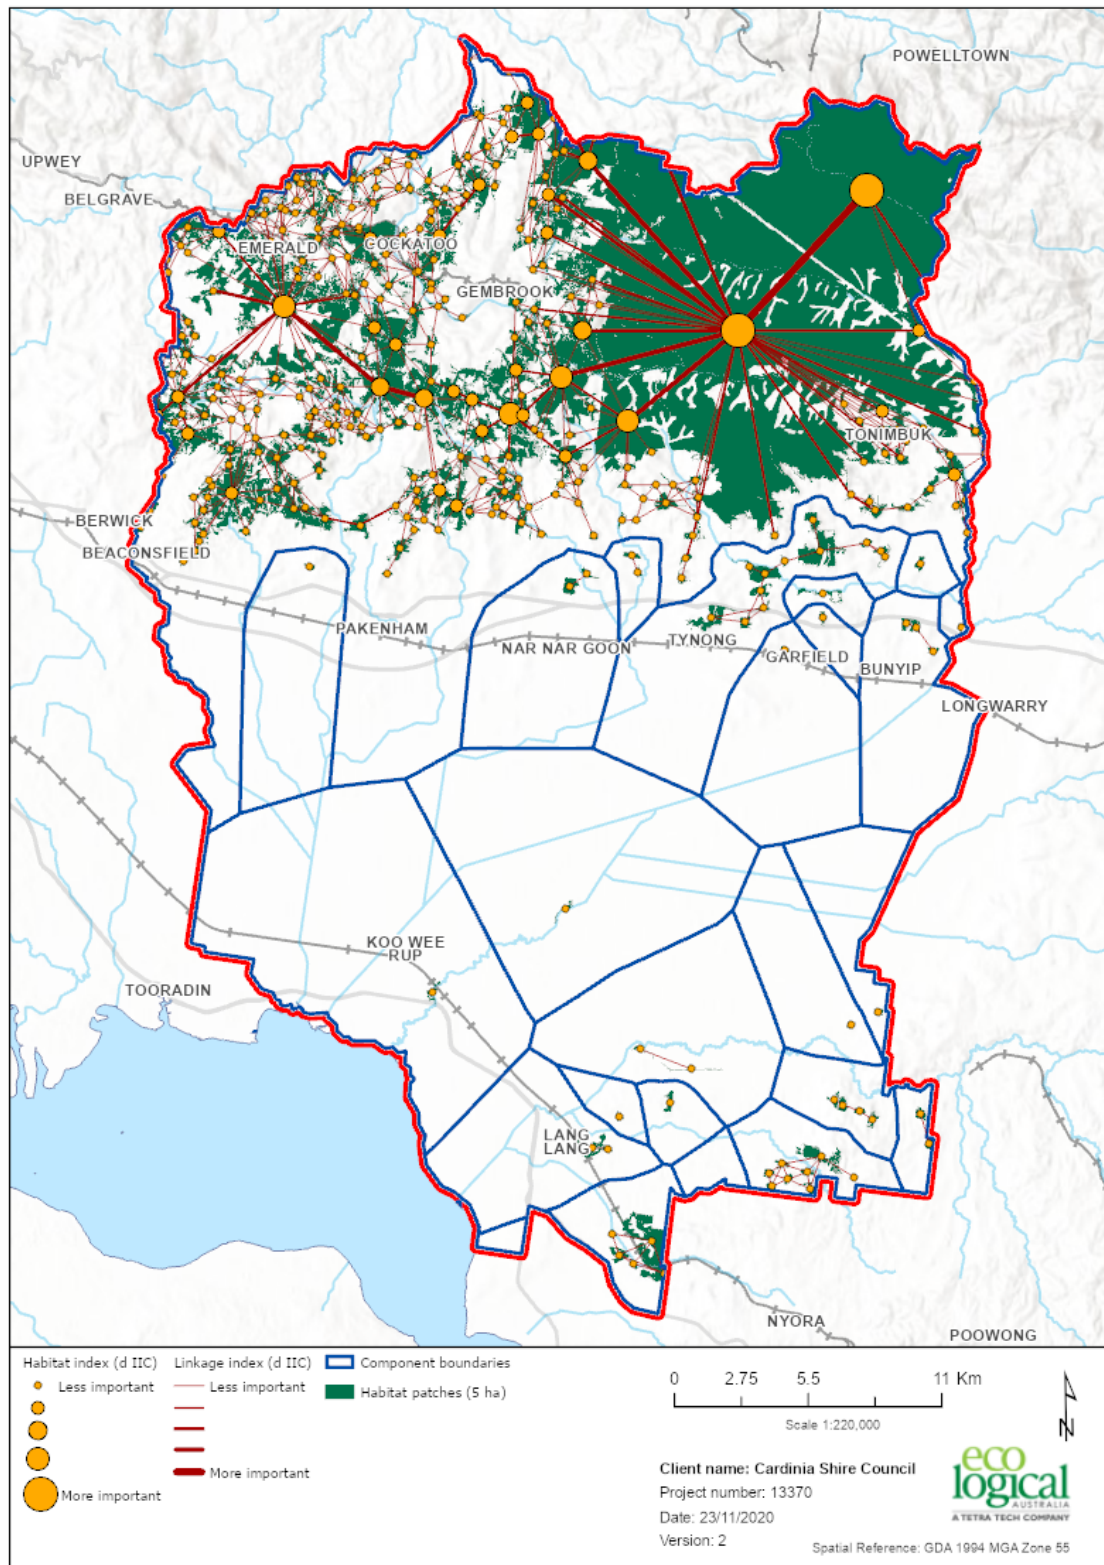 POWELLTOWN
UPWEY
BELGRAVE
EMERALD
COCKATOO
GEMBROOK
TONIMBUK
BERWICK
BEACONSFIELD
PAKENHAM
NAR NAR GOON
TYNONG
GARFIELD
BUNYIP
LONGWARRY
KOO WEE
RUP
TOORADIN
LANG
LANG
NYORA
POOWONG
Habitat index (d IIC)
Less important
More important
Linkage index (d IIC)
Less important
More important
Component boundaries
Habitat patches (5 ha)
0 2.75 5.5 11 Km
Scale 1:220,000
N
Client name: Cardinia Shire Council
Project number: 13370
Date: 23/11/2020
Version: 2
eco
logical
AUSTRALIA
A TETRA TECH COMPANY
Spatial Reference: GDA 1994 MGA Zone 55